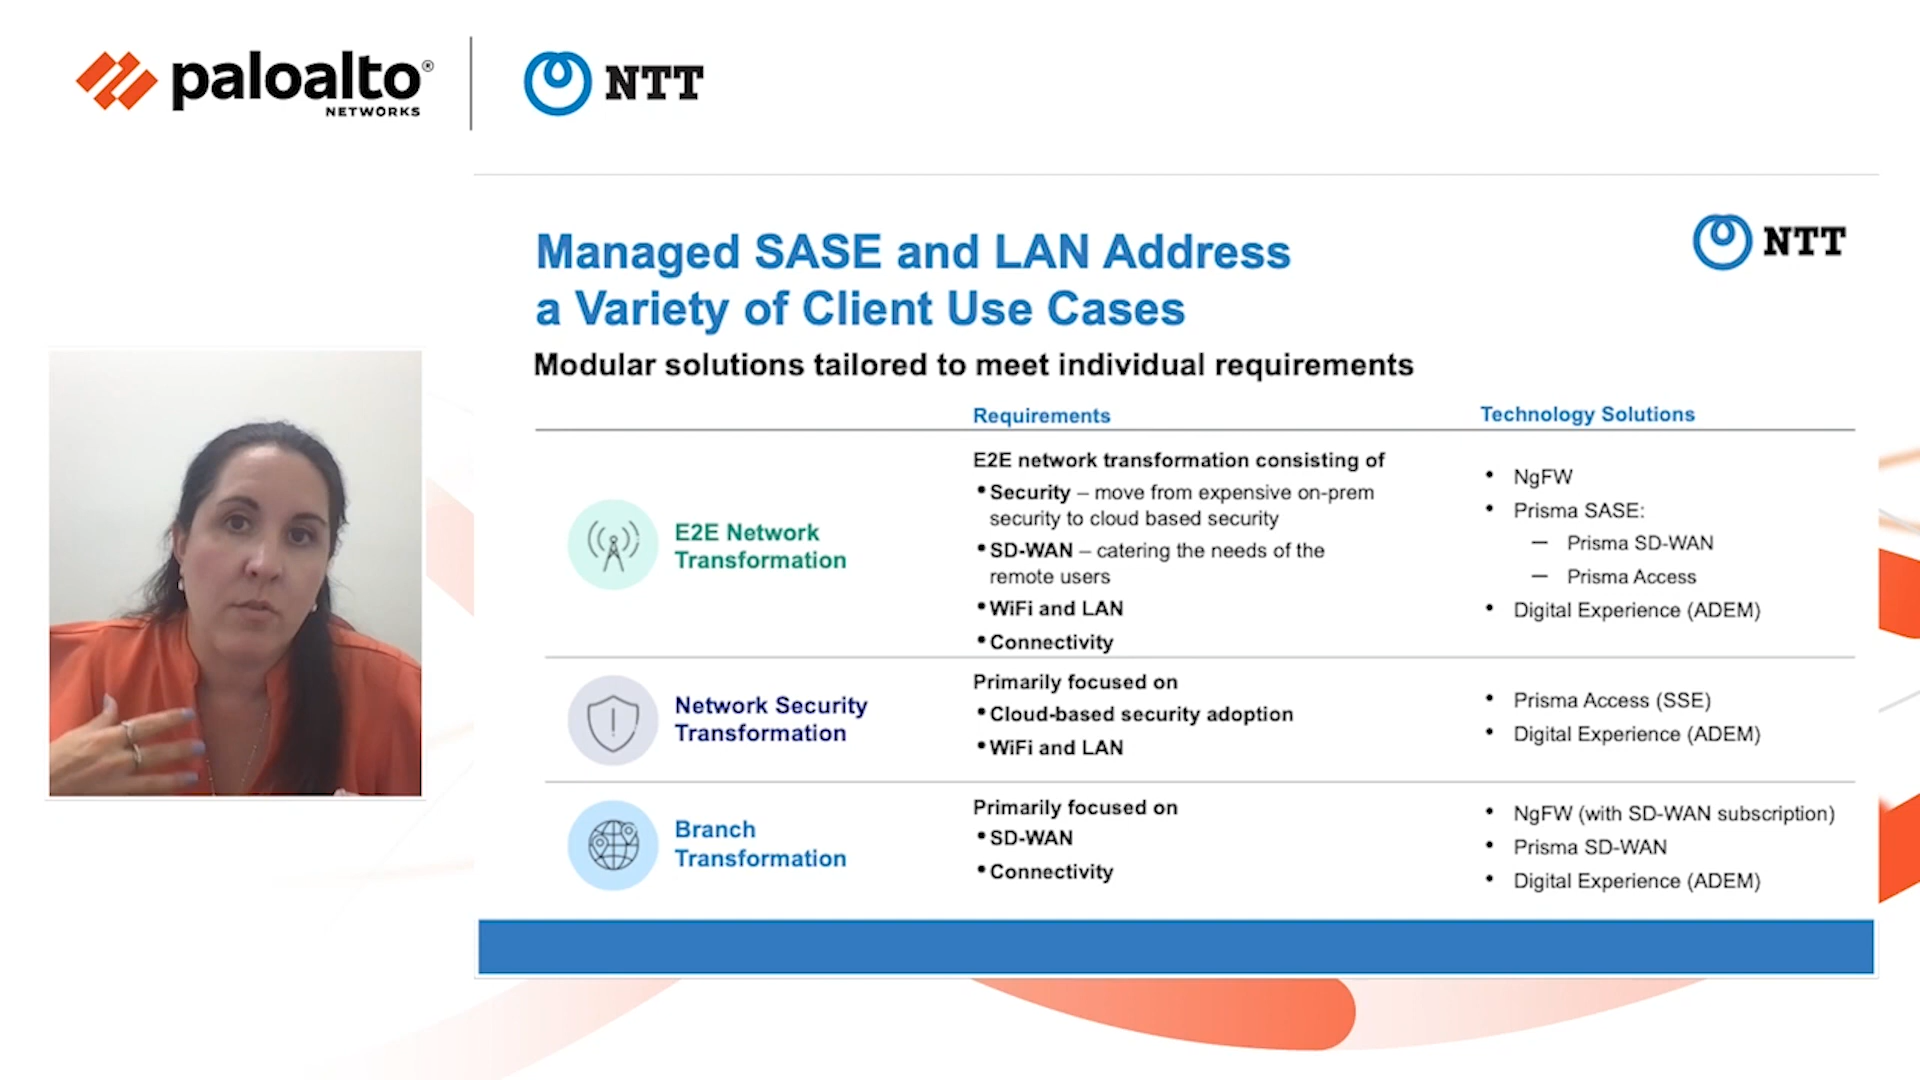 paloalto®
NETWORKS
NTT
NTT
Managed SASE and LAN Address
a Variety of Client Use Cases
Modular solutions tailored to meet individual requirements
Requirements
Technology Solutions
E2E Network
Transformation
E2E network transformation consisting of
• Security – move from expensive on-prem
security to cloud based security
• SD-WAN – catering the needs of the
remote users
• WiFi and LAN
• Connectivity
• NgFW
• Prisma SASE:
– Prisma SD-WAN
– Prisma Access
• Digital Experience (ADEM)
Network Security
Transformation
Primarily focused on
• Cloud-based security adoption
• WiFi and LAN
• Prisma Access (SSE)
• Digital Experience (ADEM)
Branch
Transformation
Primarily focused on
• SD-WAN
• Connectivity
• NgFW (with SD-WAN subscription)
• Prisma SD-WAN
• Digital Experience (ADEM)